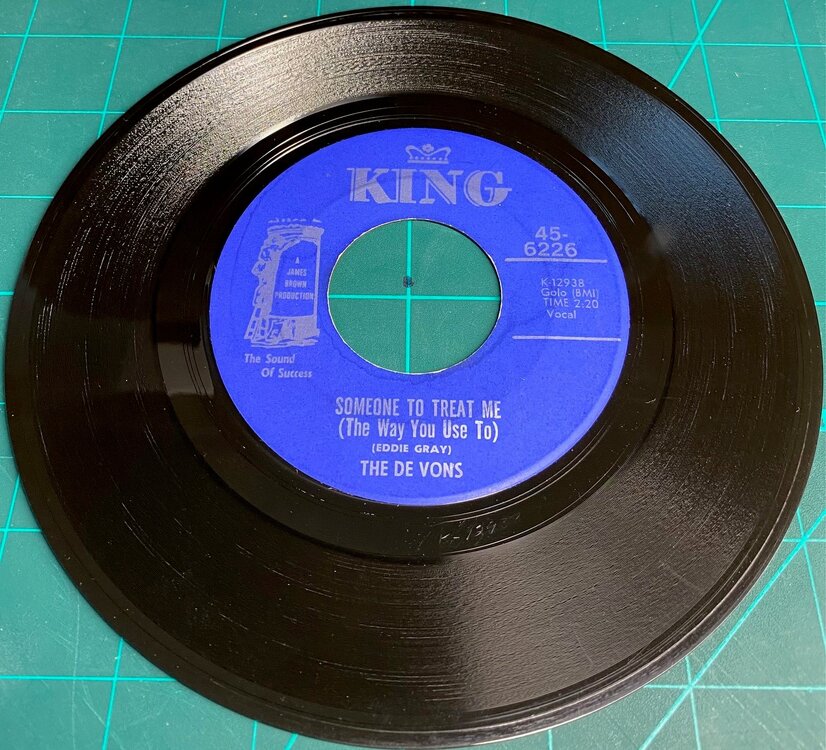 KING
45-
6226
K-12938
Golo (BMI)
TIME 2.20
Vocal
A
JAMES
BROWN
PRODUCTION
The Sound
Of Success
SOMEONE TO TREAT ME
(The Way You Use To)
(EDDIE GRAY)
THE DE VONS